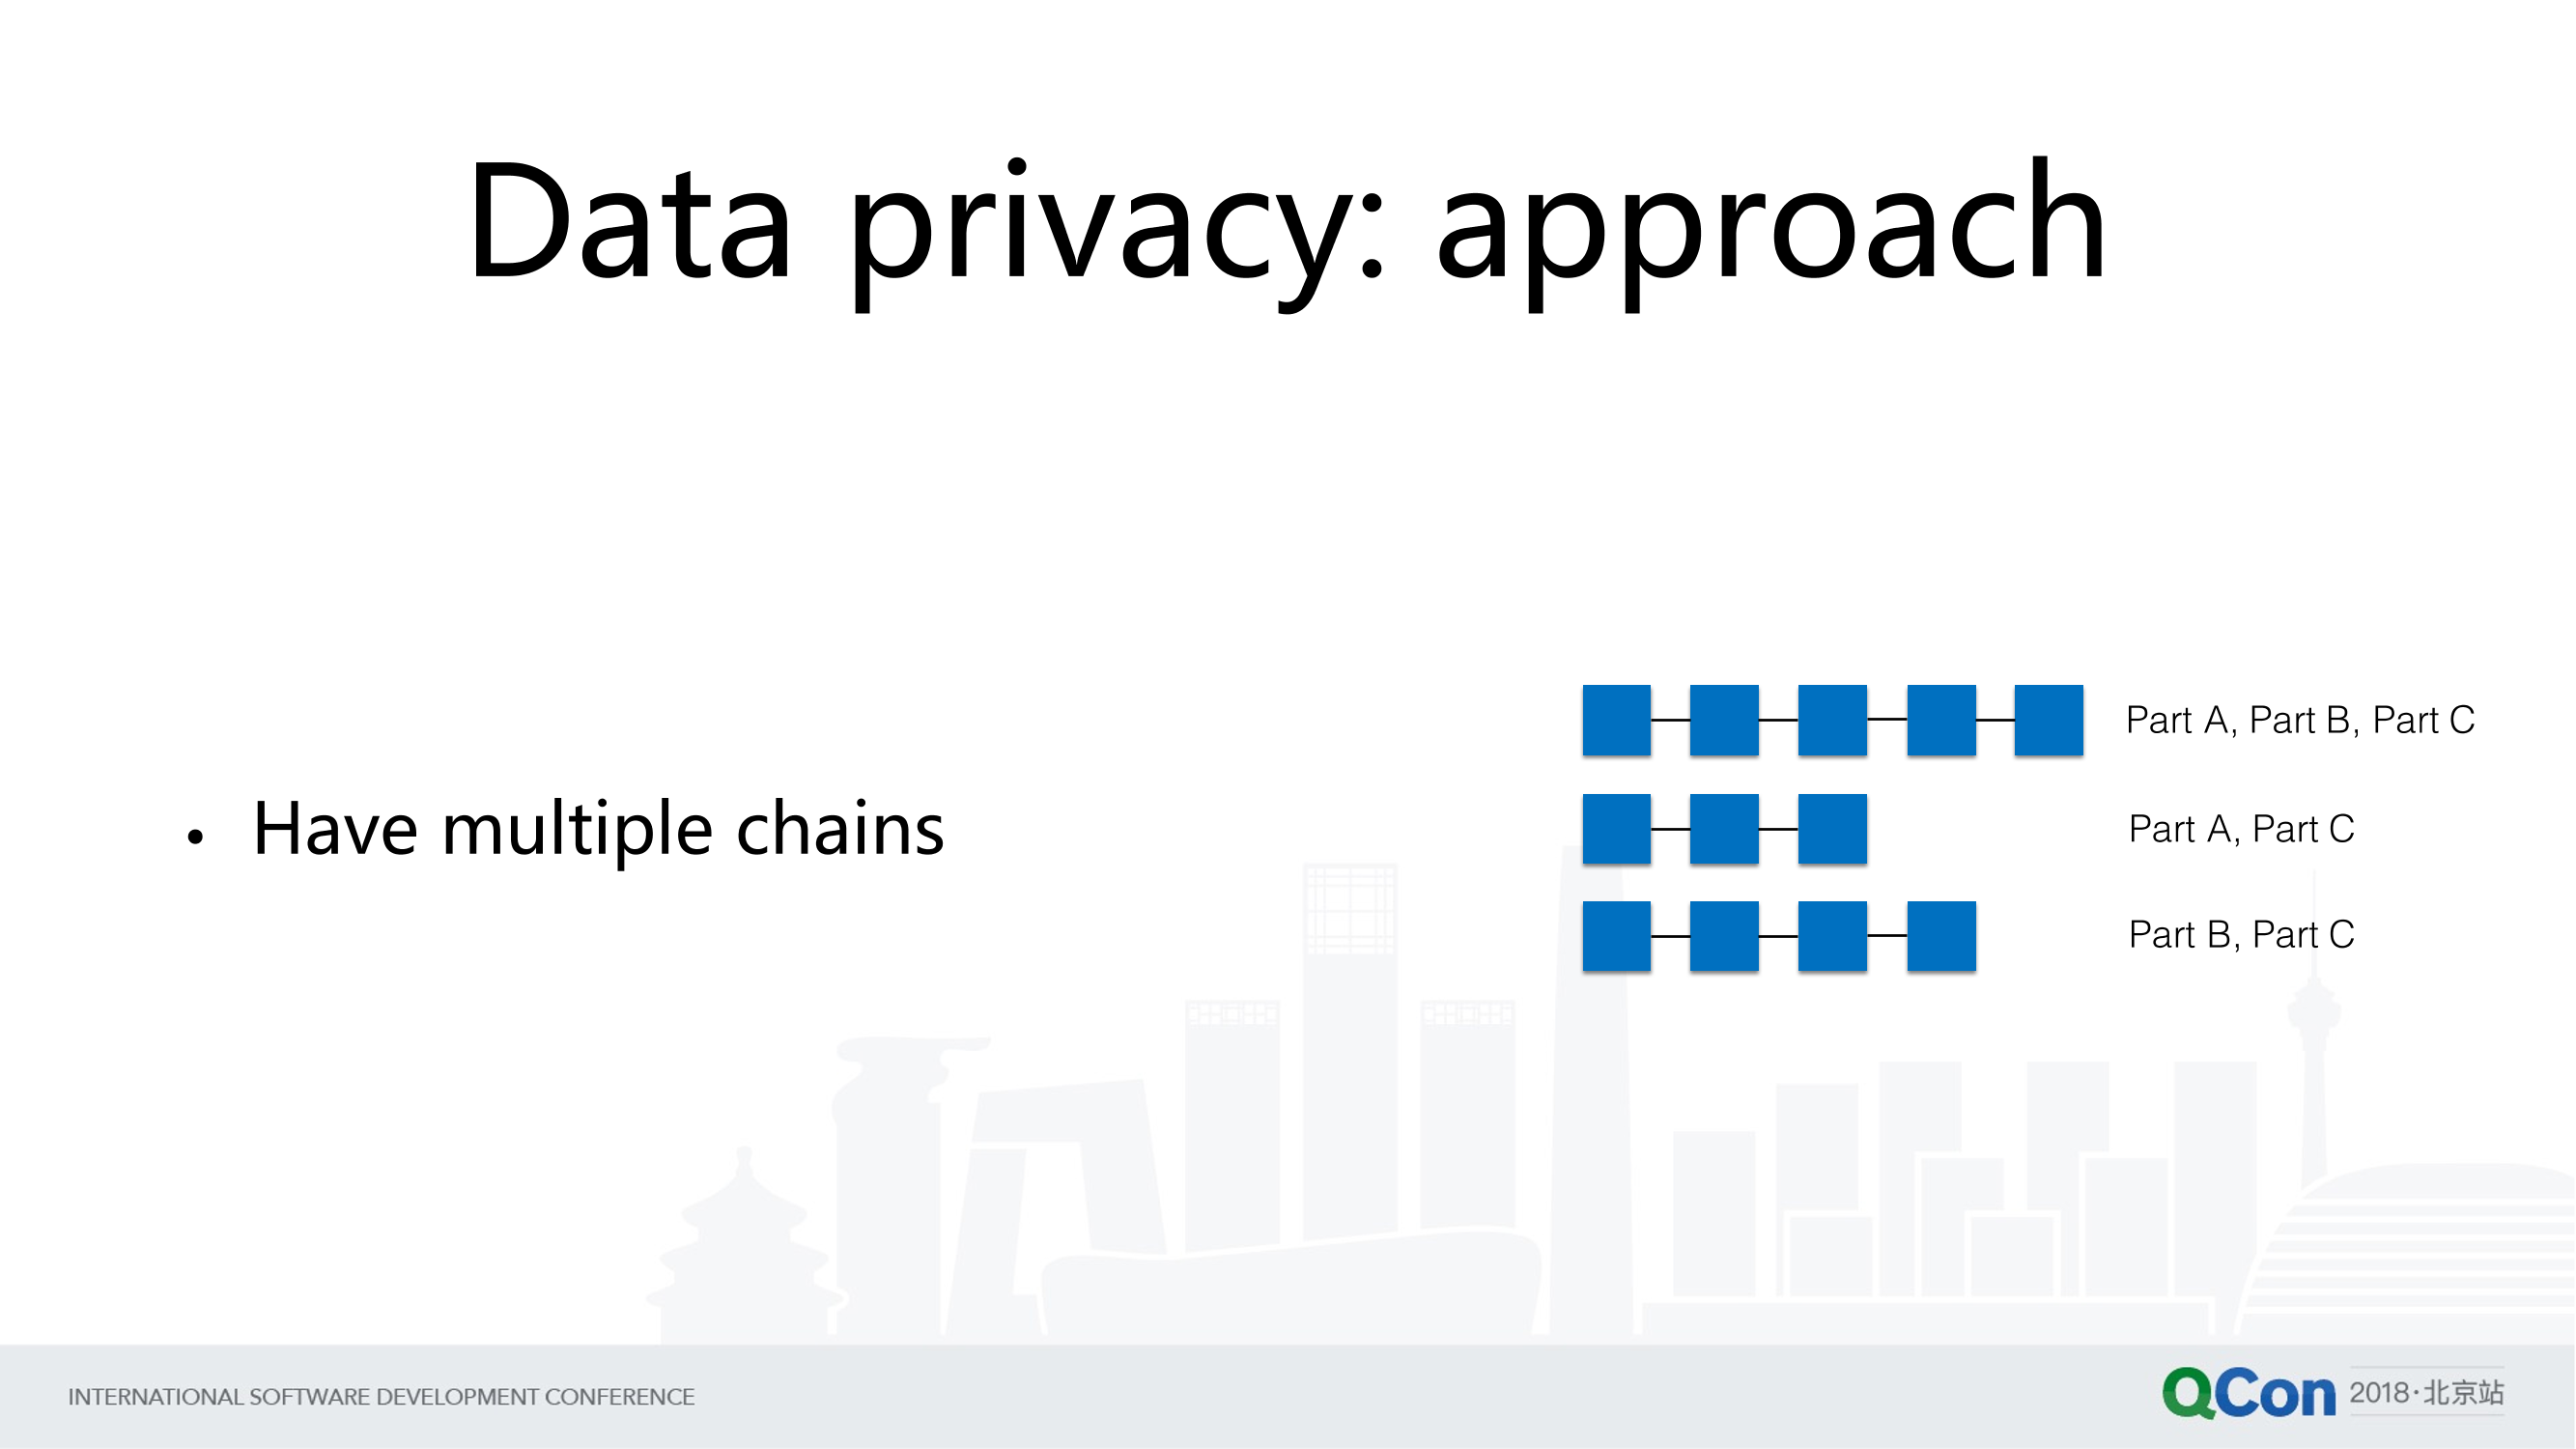 Data privacy: approach
• Have multiple chains
Part A, Part B, Part C
Part A, Part C
Part B, Part C
INTERNATIONAL SOFTWARE DEVELOPMENT CONFERENCE
QCon 2018·北京站